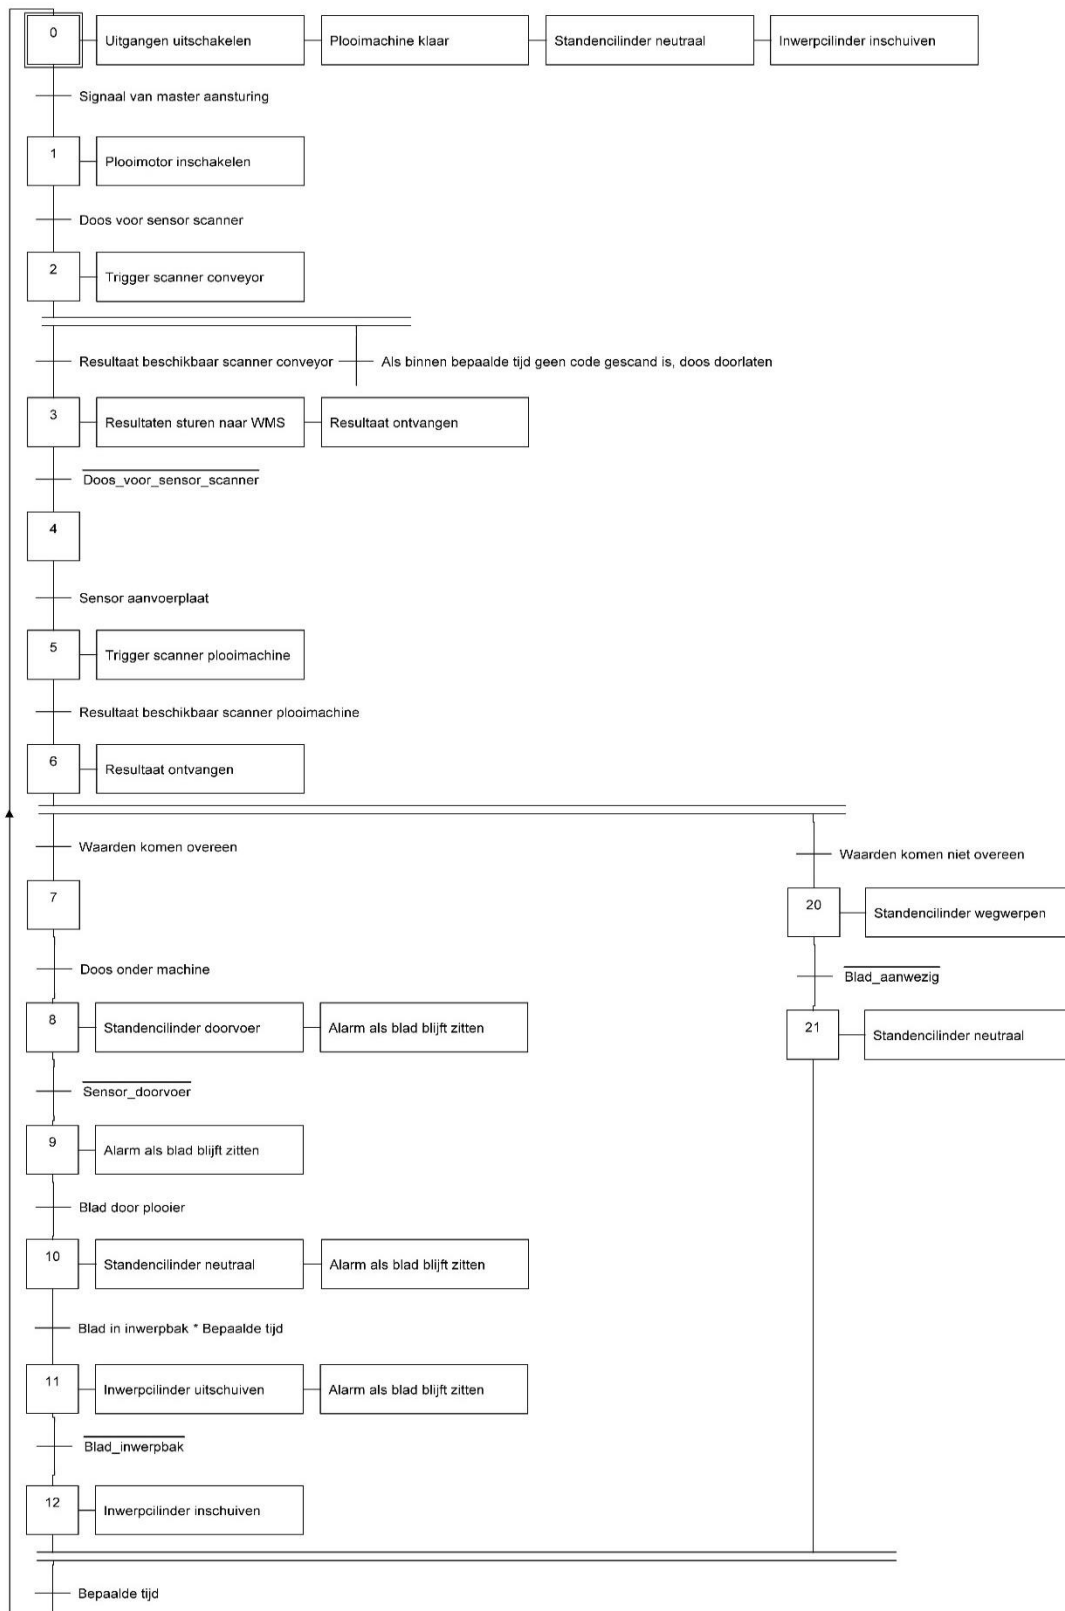 0
Uitgangen uitschakelen
Plooimachine klaar
Standencilinder neutraal
Inwerpcilinder inschuiven
Signaal van master aansturing
1
Plooimotor inschakelen
Doos voor sensor scanner
2
Trigger scanner conveyor
Resultaat beschikbaar scanner conveyor
Als binnen bepaalde tijd geen code gescand is, doos doorlaten
3
Resultaten sturen naar WMS
Resultaat ontvangen
Doos_voor_sensor_scanner
4
Sensor aanvoerplaat
5
Trigger scanner plooimachine
Resultaat beschikbaar scanner plooimachine
6
Resultaat ontvangen
Waarden komen overeen
Waarden komen niet overeen
7
20
Standencilinder wegwerpen
Doos onder machine
Blad_aanwezig
8
Standencilinder doorvoer
Alarm als blad blijft zitten
21
Standencilinder neutraal
Sensor_doorvoer
9
Alarm als blad blijft zitten
Blad door plooier
10
Standencilinder neutraal
Alarm als blad blijft zitten
Blad in inwerpbak * Bepaalde tijd
11
Inwerpcilinder uitschuiven
Alarm als blad blijft zitten
Blad_inwerpbak
12
Inwerpcilinder inschuiven
Bepaalde tijd